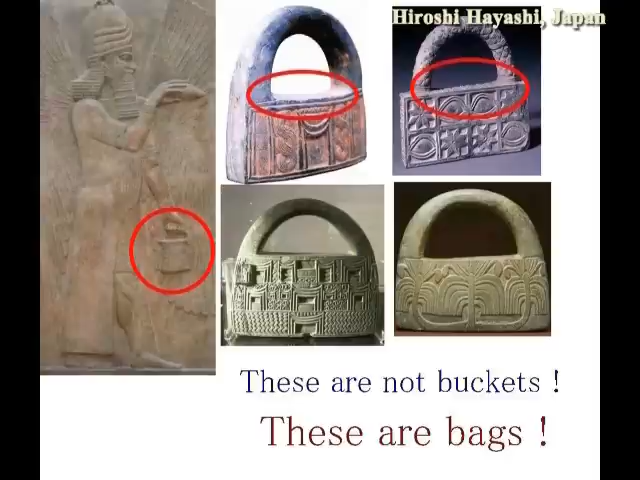 Hiroshi Hayashi, Japan
These are not buckets !
These are bags !